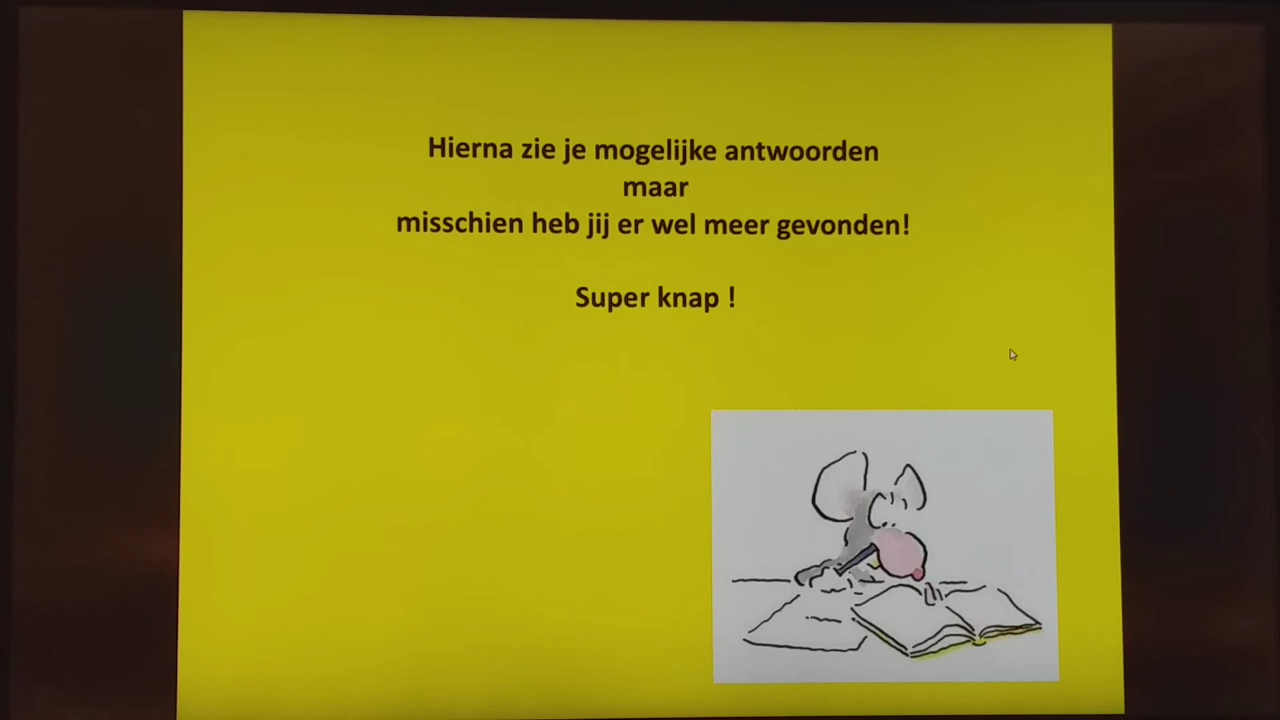 Hierna zie je mogelijke antwoorden
maar
misschien heb jij er wel meer gevonden!
Super knap !